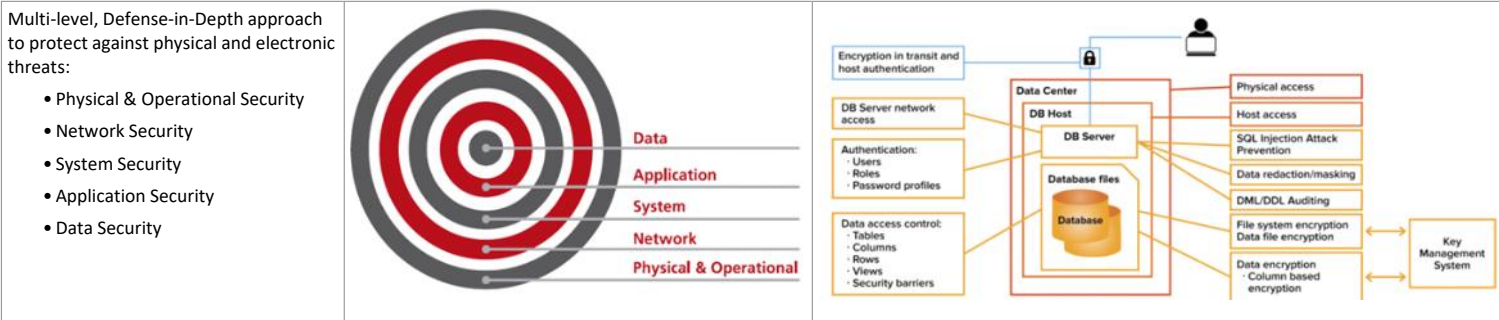 Multi-level, Defense-in-Depth approach
to protect against physical and electronic
threats:
• Physical & Operational Security
• Network Security
• System Security
• Application Security
• Data Security
Data
Application
System
Network
Physical & Operational
Encryption in transit and
host authentication
DB Server network
access
Authentication:
· Users
· Roles
· Password profiles
Data access control:
· Tables
· Columns
· Rows
· Views
· Security barriers
Data Center
DB Host
DB Server
Database files
Database
Physical access
Host access
SQL Injection Attack
Prevention
Data redaction/masking
DML/DDL Auditing
File system encryption
Data file encryption
Data encryption
· Column based
encryption
Key
Management
System